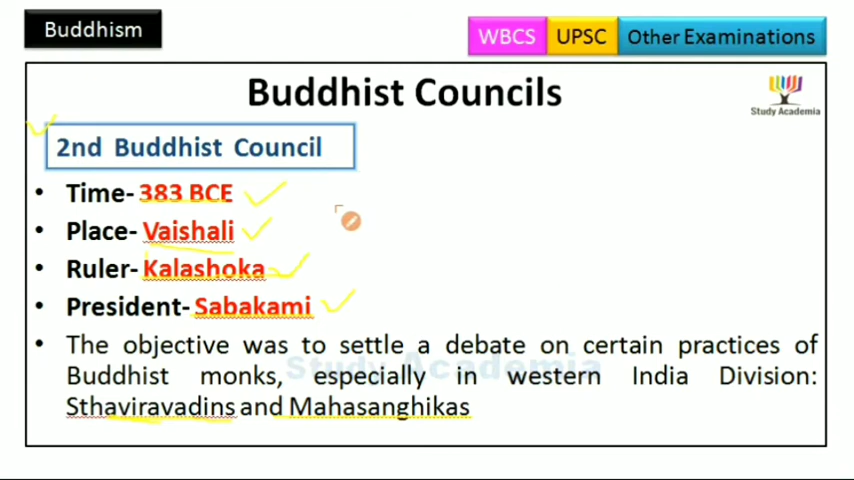 Buddhism
WBCS UPSC Other Examinations
Buddhist Councils
Study Academia
2nd Buddhist Council
• Time- 383 BCE
• Place- Vaishali
• Ruler- Kalashoka
• President- Sabakami
• The objective was to settle a debate on certain practices of
Buddhist monks, especially in western India Division:
Sthaviravadins and Mahasanghikas
Study Academia